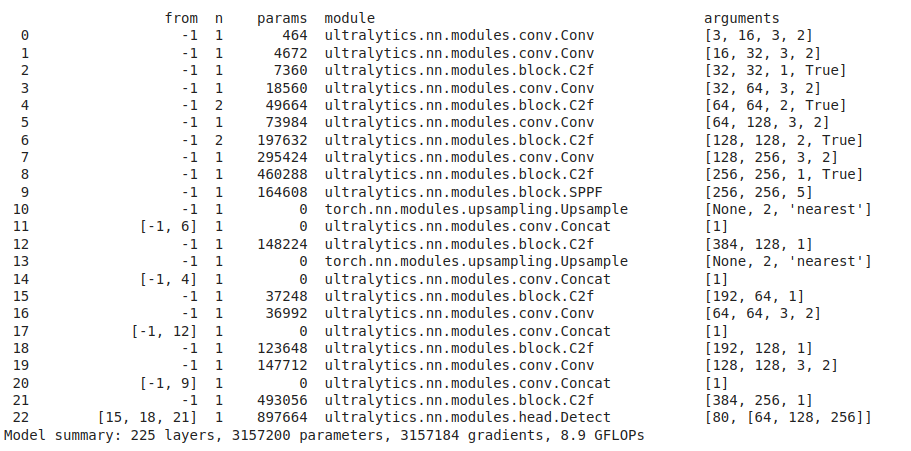 from  n    params  module                                       arguments
  0                  -1  1       464  ultralytics.nn.modules.conv.Conv             [3, 16, 3, 2]
  1                  -1  1      4672  ultralytics.nn.modules.conv.Conv             [16, 32, 3, 2]
  2                  -1  1      7360  ultralytics.nn.modules.block.C2f             [32, 32, 1, True]
  3                  -1  1     18560  ultralytics.nn.modules.conv.Conv             [32, 64, 3, 2]
  4                  -1  2     49664  ultralytics.nn.modules.block.C2f             [64, 64, 2, True]
  5                  -1  1     73984  ultralytics.nn.modules.conv.Conv             [64, 128, 3, 2]
  6                  -1  2    197632  ultralytics.nn.modules.block.C2f             [128, 128, 2, True]
  7                  -1  1    295424  ultralytics.nn.modules.conv.Conv             [128, 256, 3, 2]
  8                  -1  1    460288  ultralytics.nn.modules.block.C2f             [256, 256, 1, True]
  9                  -1  1    164608  ultralytics.nn.modules.block.SPPF            [256, 256, 5]
 10                  -1  1         0  torch.nn.modules.upsampling.Upsample         [None, 2, 'nearest']
 11             [-1, 6]  1         0  ultralytics.nn.modules.conv.Concat           [1]
 12                  -1  1    148224  ultralytics.nn.modules.block.C2f             [384, 128, 1]
 13                  -1  1         0  torch.nn.modules.upsampling.Upsample         [None, 2, 'nearest']
 14             [-1, 4]  1         0  ultralytics.nn.modules.conv.Concat           [1]
 15                  -1  1     37248  ultralytics.nn.modules.block.C2f             [192, 64, 1]
 16                  -1  1     36992  ultralytics.nn.modules.conv.Conv             [64, 64, 3, 2]
 17            [-1, 12]  1         0  ultralytics.nn.modules.conv.Concat           [1]
 18                  -1  1    123648  ultralytics.nn.modules.block.C2f             [192, 128, 1]
 19                  -1  1    147712  ultralytics.nn.modules.conv.Conv             [128, 128, 3, 2]
 20             [-1, 9]  1         0  ultralytics.nn.modules.conv.Concat           [1]
 21                  -1  1    493056  ultralytics.nn.modules.block.C2f             [384, 256, 1]
 22        [15, 18, 21]  1    897664  ultralytics.nn.modules.head.Detect           [80, [64, 128, 256]]
Model summary: 225 layers, 3157200 parameters, 3157184 gradients, 8.9 GFLOPs